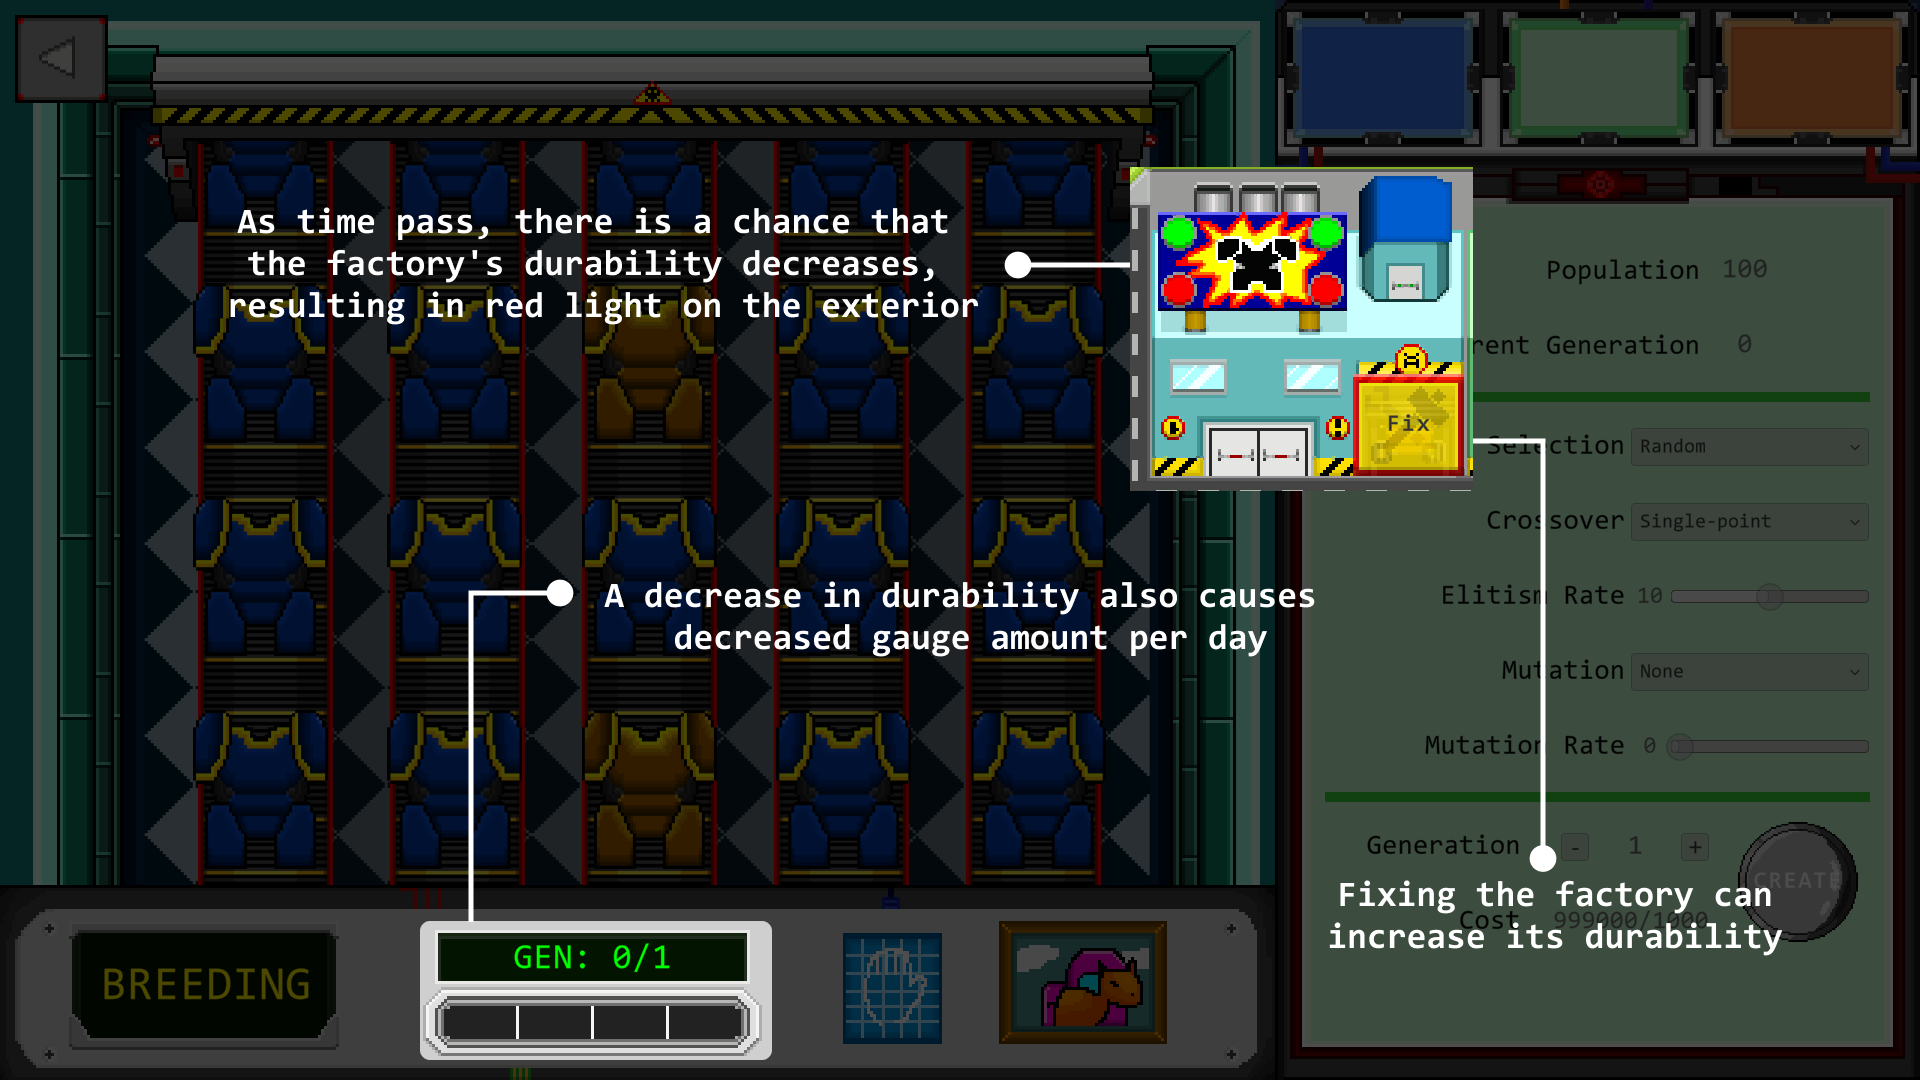 As time pass, there is a chance that
the factory's durability decreases,
resulting in red light on the exterior
Population 100
rent Generation 0
Fix
Selection Random
Crossover Single-point
A decrease in durability also causes
decreased gauge amount per day
Elitism Rate 10
Mutation None
Mutation Rate 0
Generation - 1 +
CREATE
Fixing the factory can
increase its durability
Cost 999000/1000
GEN: 0/1
BREEDING